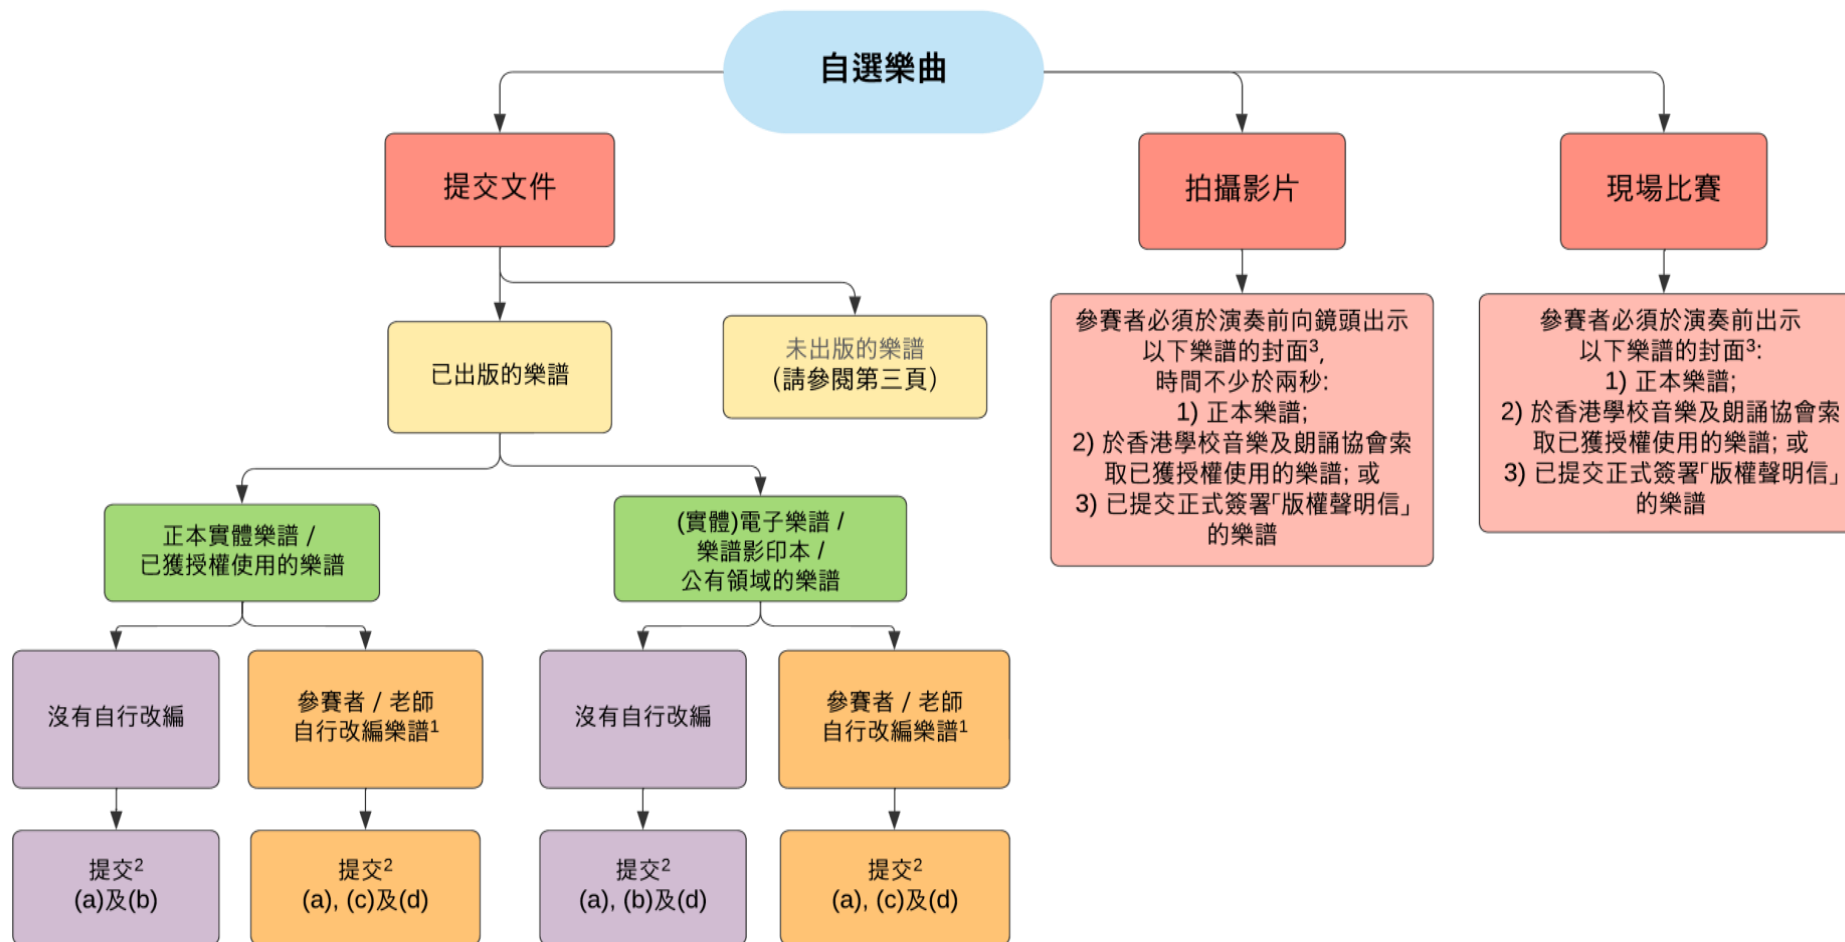 自選樂曲
提交文件
拍攝影片
現場比賽
已出版的樂譜
未出版的樂譜
(請參閱第三頁)
參賽者必須於演奏前向鏡頭出示
以下樂譜的封面³,
時間不少於兩秒:
1) 正本樂譜;
2) 於香港學校音樂及朗誦協會索
取已獲授權使用的樂譜; 或
3) 已提交正式簽署「版權聲明信」
的樂譜
參賽者必須於演奏前出示
以下樂譜的封面³:
1) 正本樂譜;
2) 於香港學校音樂及朗誦協會索
取已獲授權使用的樂譜; 或
3) 已提交正式簽署「版權聲明信」
的樂譜
正本實體樂譜 /
已獲授權使用的樂譜
(實體)電子樂譜 /
樂譜影印本 /
公有領域的樂譜
沒有自行改編
參賽者 / 老師
自行改編樂譜¹
沒有自行改編
參賽者 / 老師
自行改編樂譜¹
提交²
(a)及(b)
提交²
(a), (c)及(d)
提交²
(a), (b)及(d)
提交²
(a), (c)及(d)